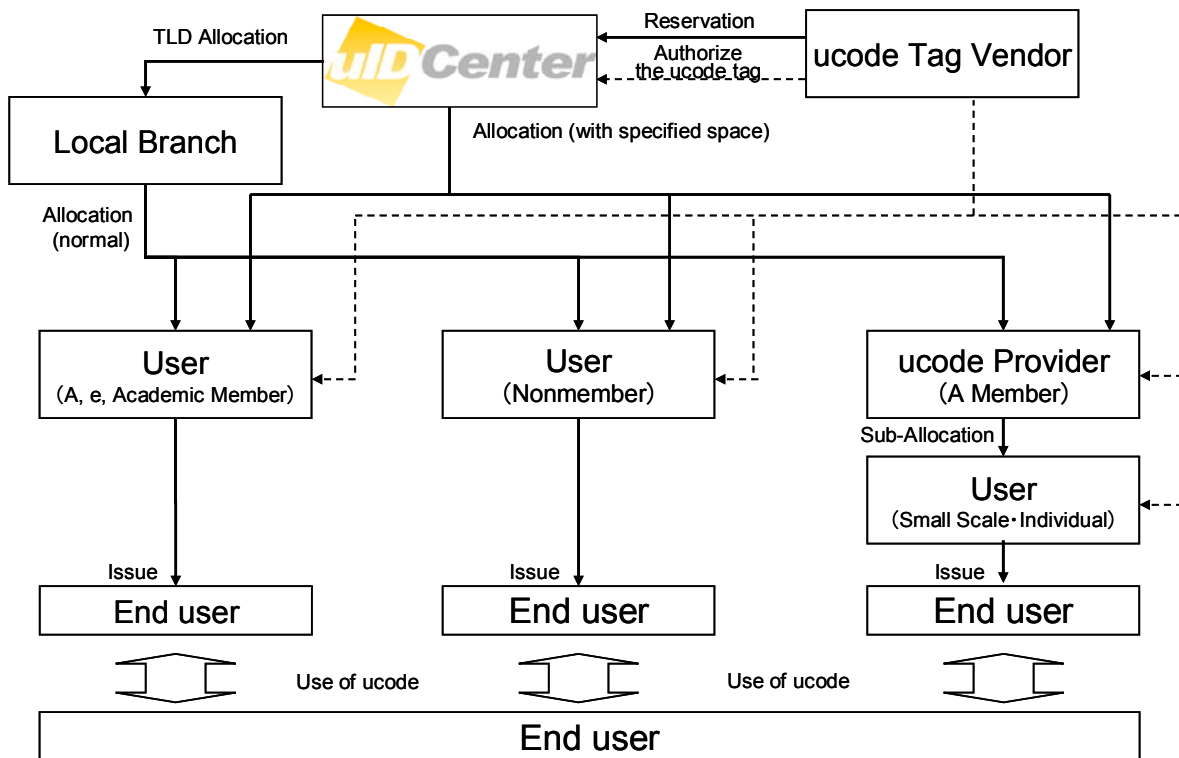 TLD Allocation
uIDCenter
Reservation
Authorize
the ucode tag
ucode Tag Vendor
Local Branch
Allocation (with specified space)
Allocation
(normal)
User
(A, e, Academic Member)
User
(Nonmember)
ucode Provider
(A Member)
Sub-Allocation
User
(Small Scale・Individual)
Issue
Issue
Issue
End user
End user
End user
Use of ucode
Use of ucode
End user